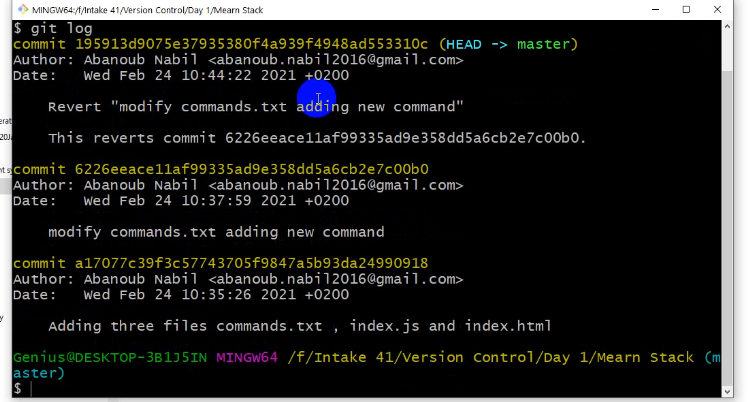 MINGW64:/f/Intake 41/Version Control/Day 1/Mearn Stack
$ git log
commit 195913d9075e37935380f4a939f4948ad553310c (HEAD -> master)
Author: Abanoub Nabil <abanoub.nabil2016@gmail.com>
Date:   Wed Feb 24 10:44:22 2021 +0200
Revert "modify commands.txt adding new command"
This reverts commit 6226eeace11af99335ad9e358dd5a6cb2e7c00b0.
commit 6226eeace11af99335ad9e358dd5a6cb2e7c00b0
Author: Abanoub Nabil <abanoub.nabil2016@gmail.com>
Date:   Wed Feb 24 10:37:59 2021 +0200
modify commands.txt adding new command
commit a17077c39f3c57743705f9847a5b93da24990918
Author: Abanoub Nabil <abanoub.nabil2016@gmail.com>
Date:   Wed Feb 24 10:35:26 2021 +0200
Adding three files commands.txt , index.js and index.html
Genius@DESKTOP-3B1J5IN MINGW64 /f/Intake 41/Version Control/Day 1/Mearn Stack (m
aster)
$